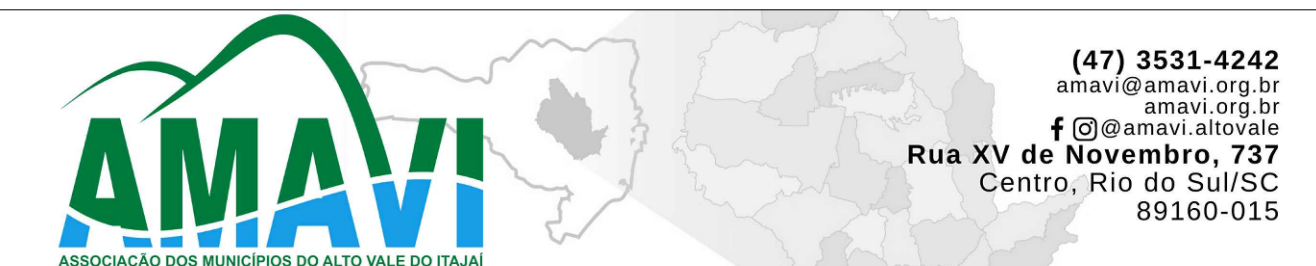 AMAVI
ASSOCIAÇÃO DOS MUNICÍPIOS DO ALTO VALE DO ITAJAÍ
(47) 3531-4242
amavi@amavi.org.br
amavi.org.br
@amavi.altovale
Rua XV de Novembro, 737
Centro, Rio do Sul/SC
89160-015